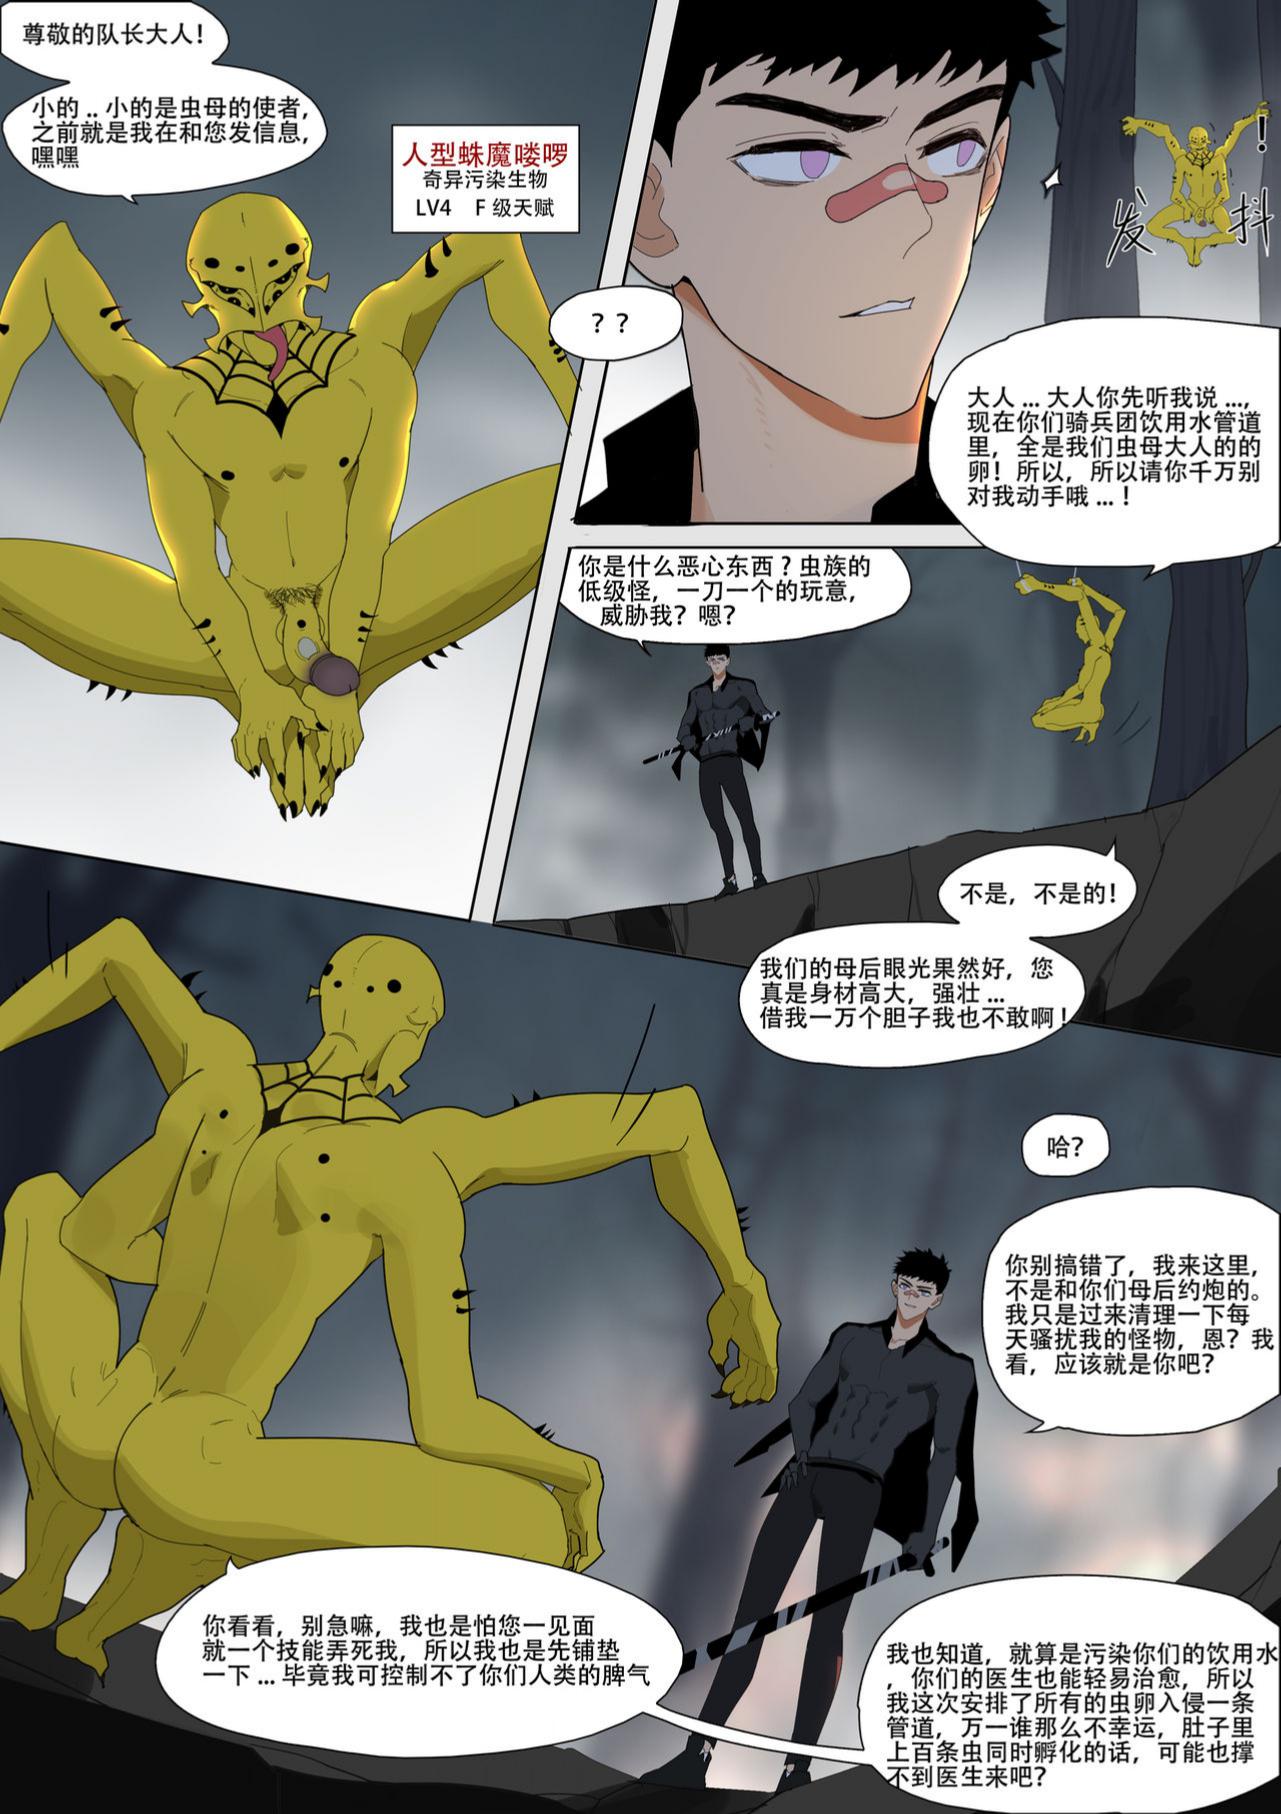 尊敬的队长大人！
小的 .. 小的是虫母的使者，
之前就是我在和您发信息，
嘿嘿
人型蛛魔喽啰
奇异污染生物
LV4 F 级天赋
？？
！
发 抖
大人 ... 大人你先听我说 ...，
现在你们骑兵团饮用水管道
里，全是我们虫母大人的的
卵！所以，所以请你千万别
对我动手哦 ... ！
你是什么恶心东西？虫族的
低级怪，一刀一个的玩意，
威胁我？嗯？
不是，不是的！
我们的母后眼光果然好，您
真是身材高大，强壮 ...
借我一万个胆子我也不敢啊！
哈？
你别搞错了，我来这里，
不是和你们母后约炮的。
我只是过来清理一下每
天骚扰我的怪物，恩？我
看，应该就是你吧？
你看看，别急嘛，我也是怕您一见面
就一个技能弄死我，所以我也是先铺垫
一下 ... 毕竟我可控制不了你们人类的脾气
我也知道，就算是污染你们的饮用水
，你们的医生也能轻易治愈，所以
我这次安排了所有的虫卵入侵一条
管道，万一谁那么不幸运，肚子里
上百条虫同时孵化的话，可能也撑
不到医生来吧？